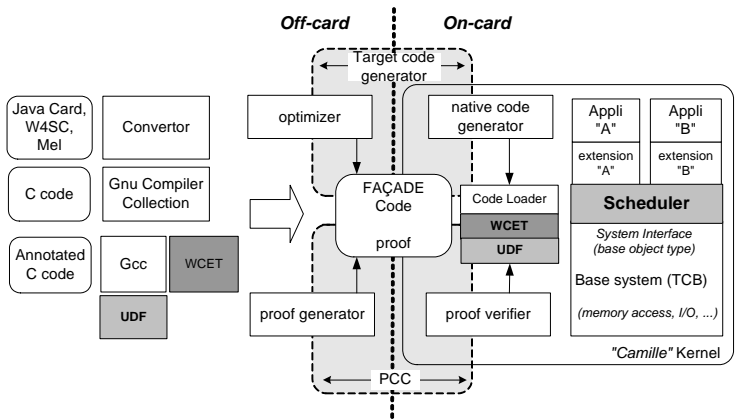 Off-card
On-card
Target code
generator
Java Card,
W4SC,
Mel
Convertor
optimizer
native code
generator
Appli
"A"
Appli
"B"
extension
"A"
extension
"B"
C code
Gnu Compiler
Collection
FAÇADE
Code
proof
Code Loader
WCET
UDF
Scheduler
System Interface
(base object type)
Base system (TCB)
(memory access, I/O, ...)
Annotated
C code
Gcc
WCET
UDF
proof generator
proof verifier
"Camille" Kernel
PCC